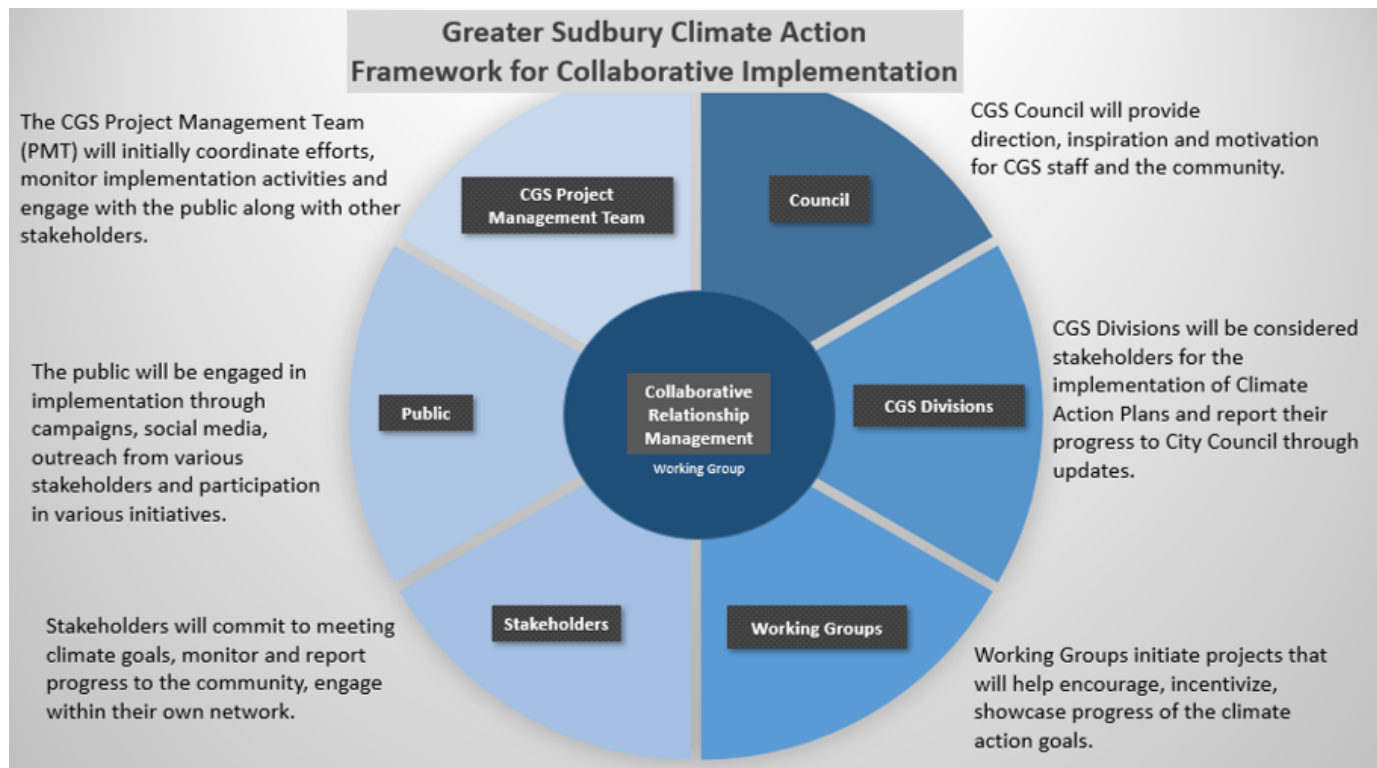 Greater Sudbury Climate Action
Framework for Collaborative Implementation
The CGS Project Management Team
(PMT) will initially coordinate efforts,
monitor implementation activities and
engage with the public along with other
stakeholders.
CGS Project
Management Team
Council
CGS Council will provide
direction, inspiration and motivation
for CGS staff and the community.
The public will be engaged in
implementation through
campaigns, social media,
outreach from various
stakeholders and participation
in various initiatives.
Public
Collaborative
Relationship
Management
Working Group
CGS Divisions
CGS Divisions will be considered
stakeholders for the
implementation of Climate
Action Plans and report their
progress to City Council through
updates.
Stakeholders will commit to meeting
climate goals, monitor and report
progress to the community, engage
within their own network.
Stakeholders
Working Groups
Working Groups initiate projects that
will help encourage, incentivize,
showcase progress of the climate
action goals.